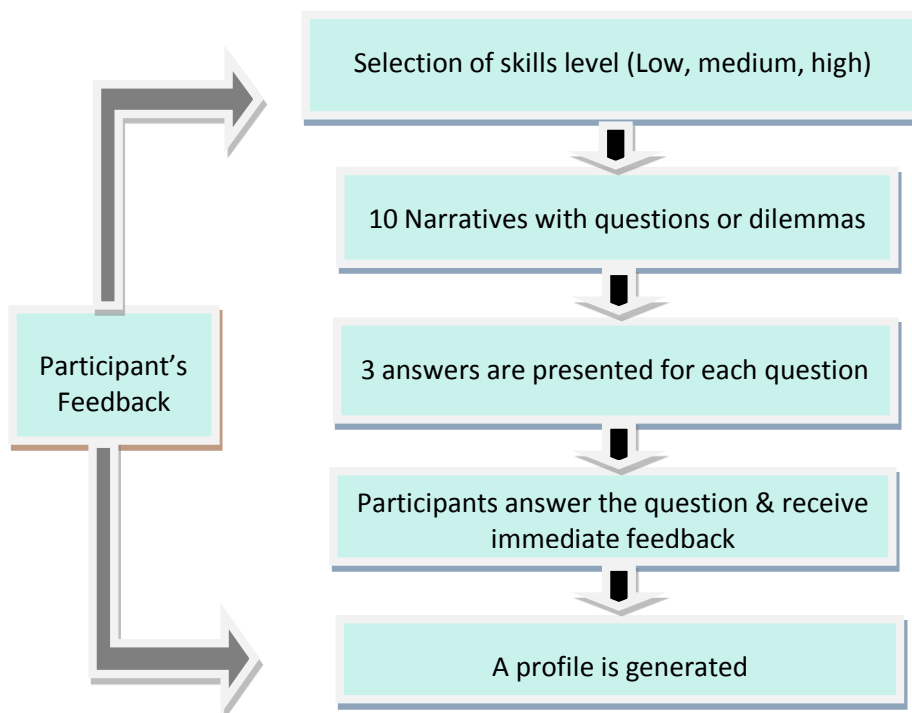 Selection of skills level (Low, medium, high)
10 Narratives with questions or dilemmas
3 answers are presented for each question
Participant’s
Feedback
Participants answer the question & receive
immediate feedback
A profile is generated